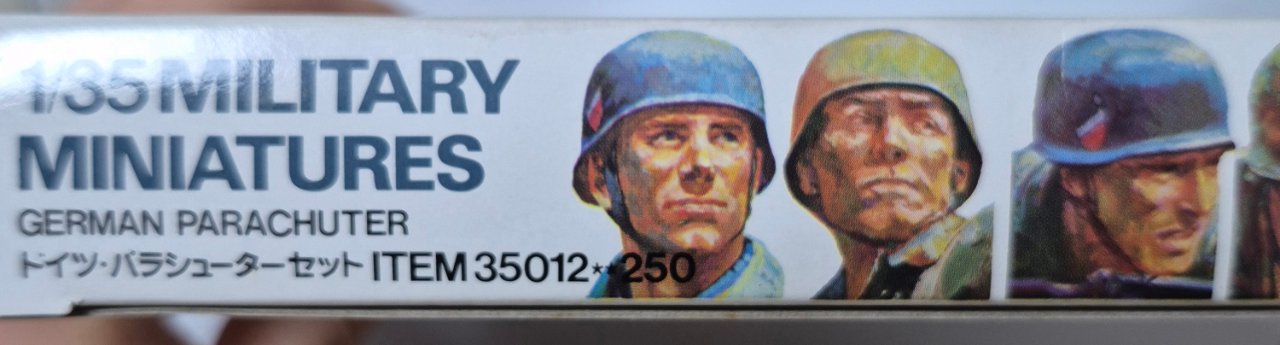 1/35 MILITARY
MINIATURES
GERMAN PARACHUTER
ドイツ・パラシューターセット ITEM 35012★★250